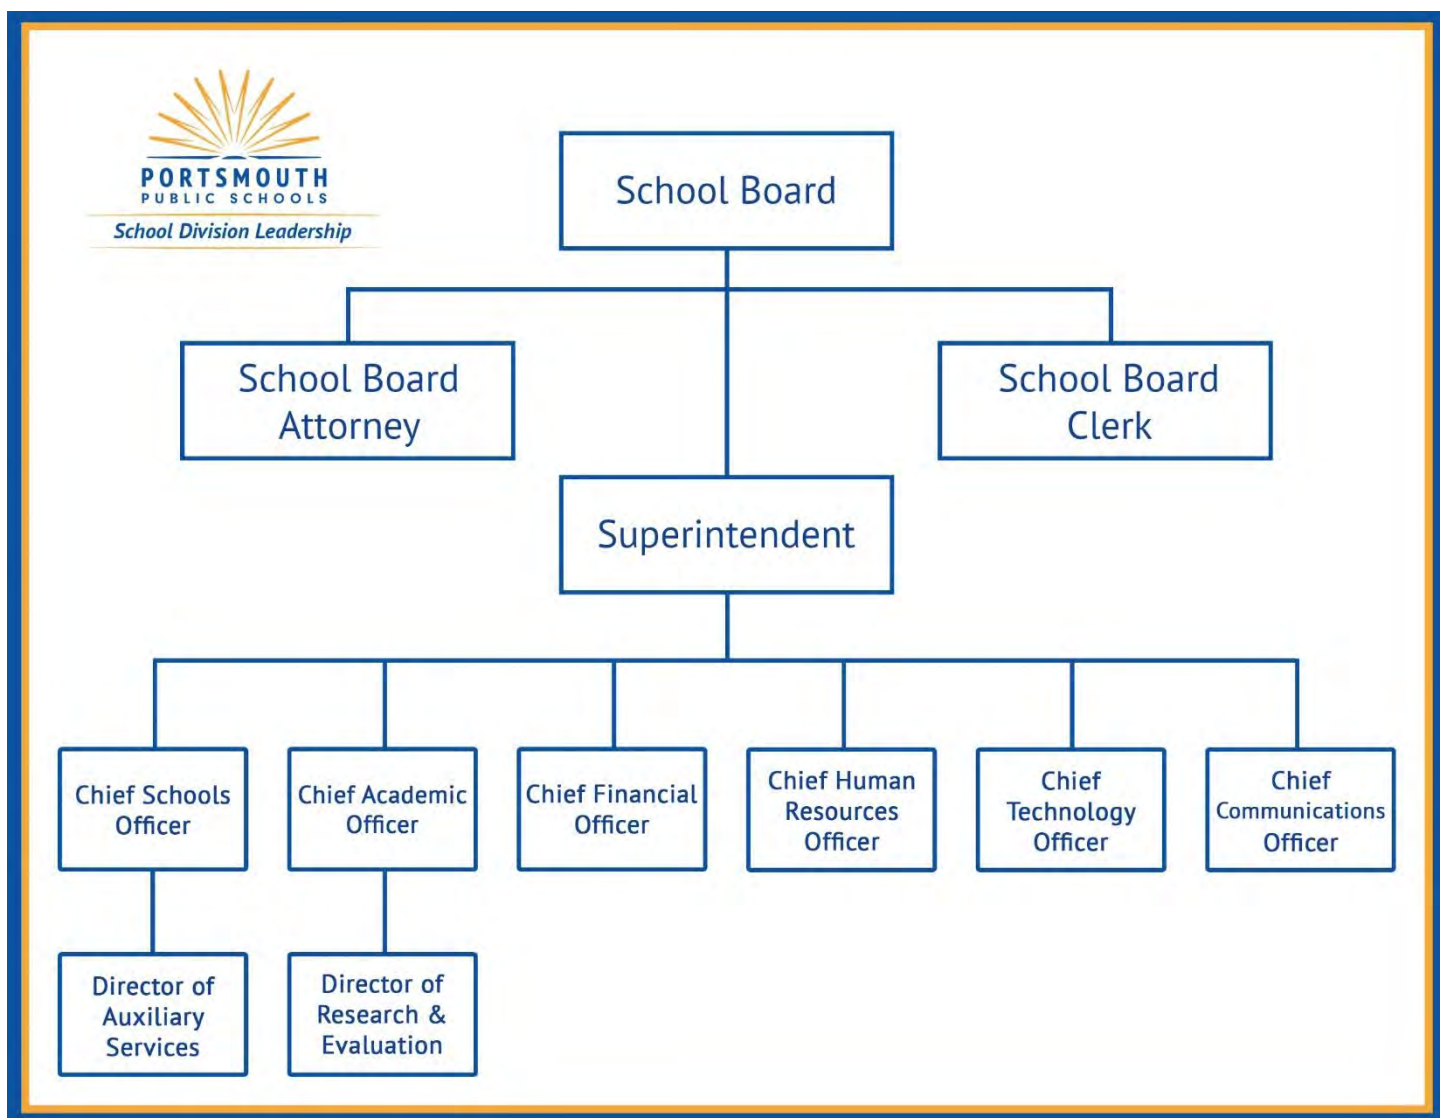 PORTSMOUTH
PUBLIC SCHOOLS
School Division Leadership
School Board
School Board
Attorney
School Board
Clerk
Superintendent
Chief Schools
Officer
Chief Academic
Officer
Chief Financial
Officer
Chief Human
Resources
Officer
Chief
Technology
Officer
Chief
Communications
Officer
Director of
Auxiliary
Services
Director of
Research &
Evaluation